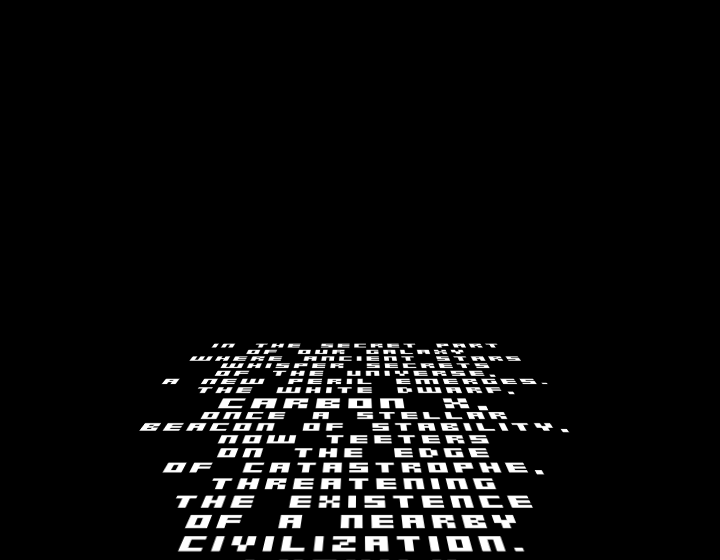 IN THE SECRET PART
OF OUR GALAXY
WHERE ANCIENT STARS
WHISPER SECRETS
OF THE UNIVERSE,
A NEW PERIL EMERGES.
THE WHITE DWARF,
CARBON X,
ONCE A STELLAR
BEACON OF STABILITY,
NOW TEETERS
ON THE EDGE
OF CATASTROPHE,
THREATENING
THE EXISTENCE
OF A NEARBY
CIVILIZATION.